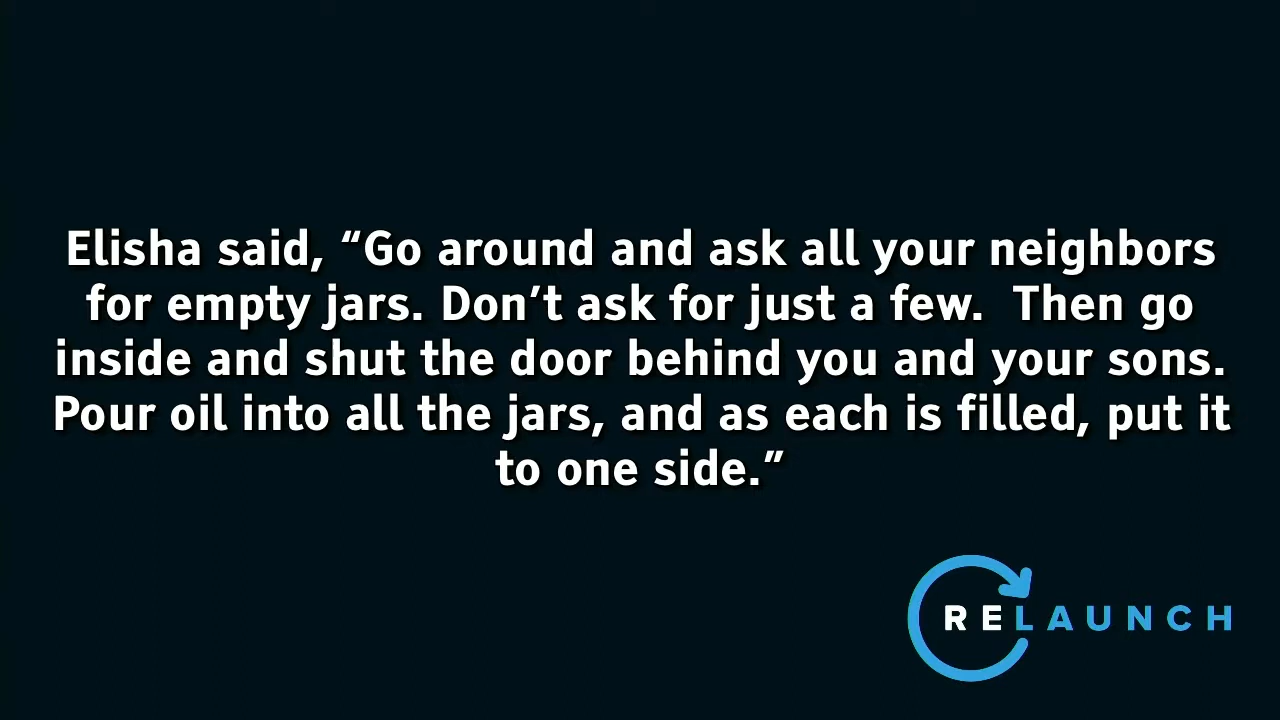 Elisha said, “Go around and ask all your neighbors
for empty jars. Don’t ask for just a few.  Then go
inside and shut the door behind you and your sons.
Pour oil into all the jars, and as each is filled, put it
to one side.”
RELAUNCH